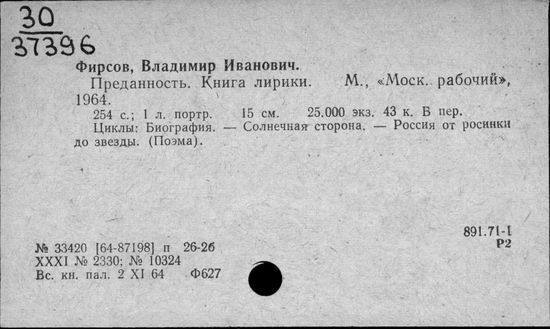 30
37396
Фирсов, Владимир Иванович.
Преданность. Книга лирики. М., «Моск. рабочий»,
1964.
254 с.; 1 л. портр. 15 см. 25.000 экз. 43 к. В пер.
Циклы: Биография. — Солнечная сторона. — Россия от росинки
до звезды. (Поэма).
891.71-1
Р2
№ 33420 [64-87198] п 26-2б
XXXI № 2330; № 10324
Вс. кн. пал. 2 XI 64 Ф627